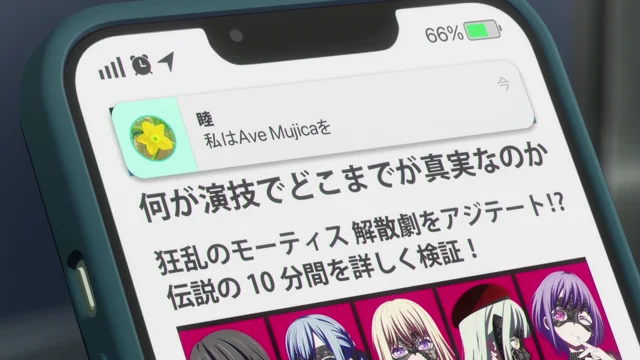 66%
今
睦
私はAve Mujicaを
何が演技でどこまでが真実なのか
狂乱のモーティス 解散劇をアジテート!?
伝説の10分間を詳しく検証！